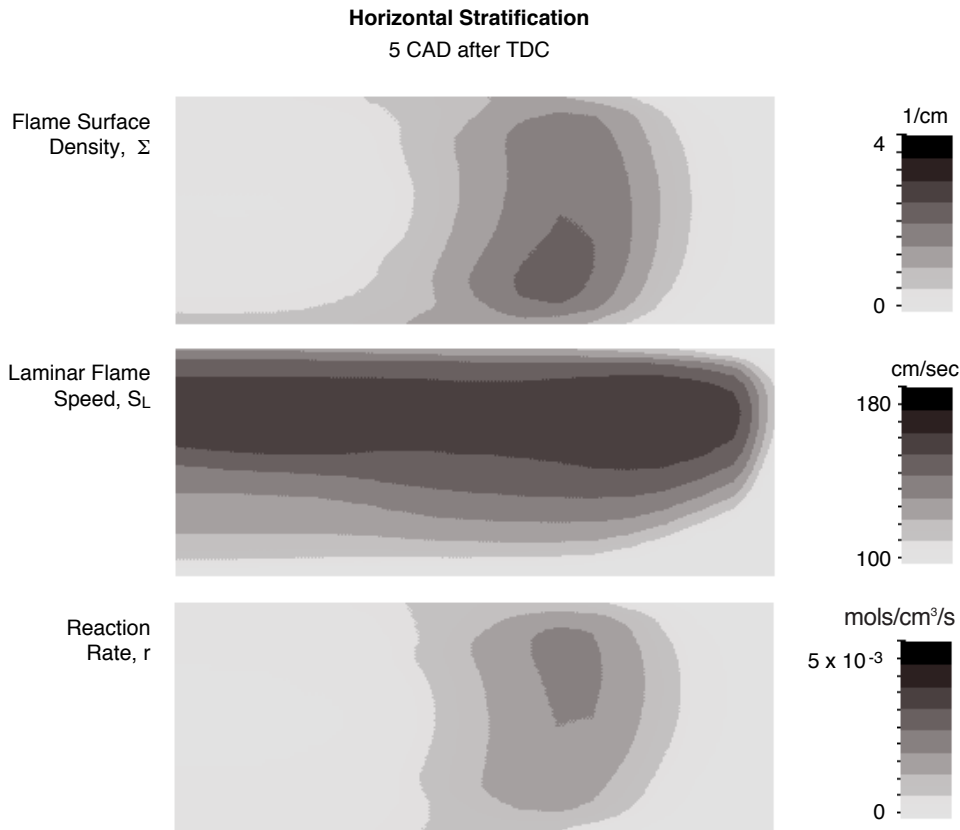 Horizontal Stratification
5 CAD after TDC
Flame Surface
Density, Σ
1/cm
4
0
Laminar Flame
Speed, SL
cm/sec
180
100
Reaction
Rate, r
mols/cm³/s
5 x 10⁻³
0